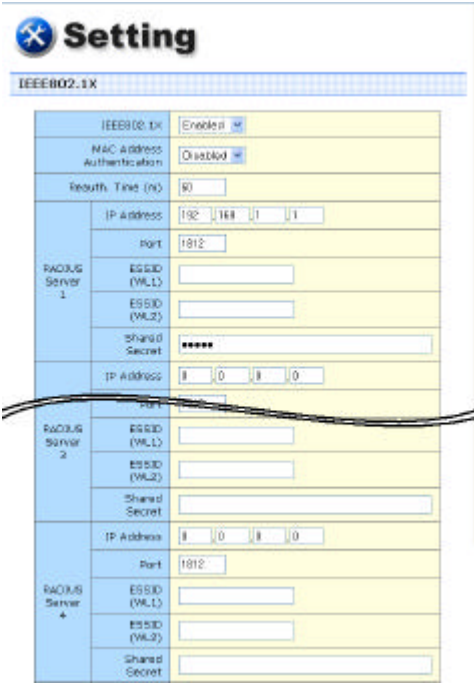 Setting
IEEE802.1X
IEEE802.1X Enabled
MAC Address
Authentication Disabled
Reauth. Time (m) 60
IP Address 192 .168 .1 .1
Port 1812
RADIUS
Server
1
ESSID
(WL1)
ESSID
(WL2)
Shared
Secret •••••
IP Address 0 .0 .0 .0
Port
RADIUS
Server
3
ESSID
(WL1)
ESSID
(WL2)
Shared
Secret
IP Address 0 .0 .0 .0
Port 1812
RADIUS
Server
4
ESSID
(WL1)
ESSID
(WL2)
Shared
Secret